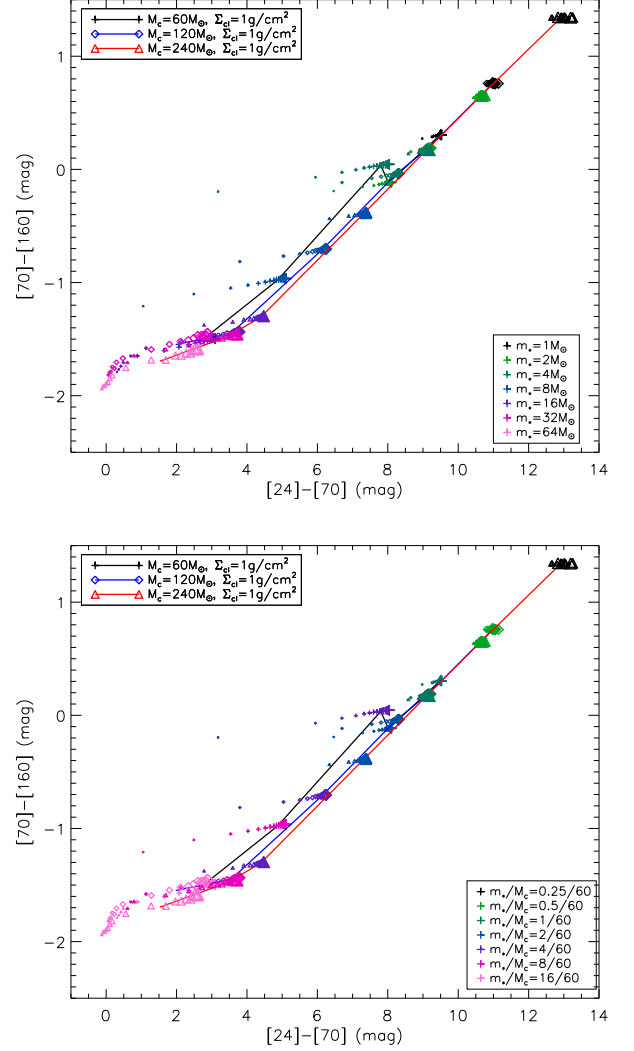 M_c=60M_⊙, Σ_cl=1g/cm²
M_c=120M_⊙, Σ_cl=1g/cm²
M_c=240M_⊙, Σ_cl=1g/cm²
1
0
−1
−2
[70]−[160] (mag)
m_*=1M_⊙
m_*=2M_⊙
m_*=4M_⊙
m_*=8M_⊙
m_*=16M_⊙
m_*=32M_⊙
m_*=64M_⊙
0 2 4 6 8 10 12 14
[24]−[70] (mag)
M_c=60M_⊙, Σ_cl=1g/cm²
M_c=120M_⊙, Σ_cl=1g/cm²
M_c=240M_⊙, Σ_cl=1g/cm²
1
0
−1
−2
[70]−[160] (mag)
m_*/M_c=0.25/60
m_*/M_c=0.5/60
m_*/M_c=1/60
m_*/M_c=2/60
m_*/M_c=4/60
m_*/M_c=8/60
m_*/M_c=16/60
0 2 4 6 8 10 12 14
[24]−[70] (mag)